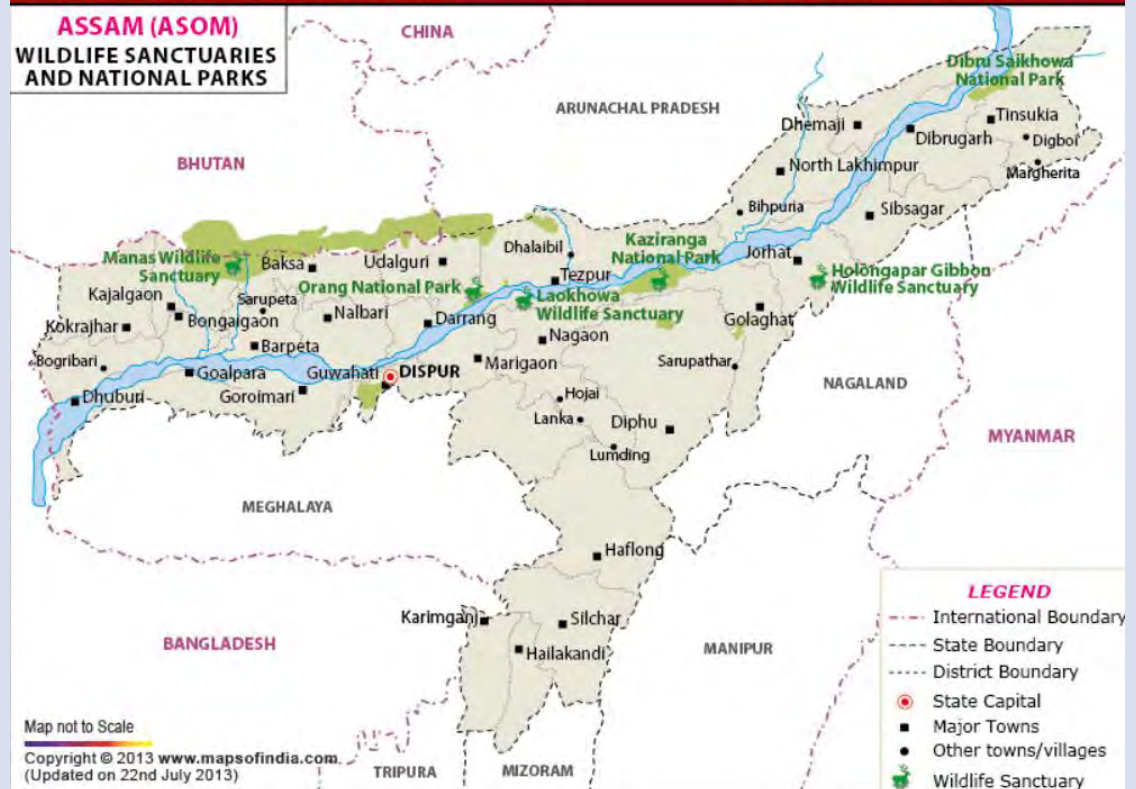 ASSAM (ASOM)
WILDLIFE SANCTUARIES
AND NATIONAL PARKS
CHINA
ARUNACHAL PRADESH
BHUTAN
Dibru Saikhowa
National Park
Dhemaji
Tinsukia
Dibrugarh
Digboi
Margherita
North Lakhimpur
Bihpuria
Sibsagar
Manas Wildlife
Sanctuary
Baksa
Udalguri
Dhalaibil
Kaziranga
National Park
Jorhat
Tezpur
Orang National Park
Holongapar Gibbon
Wildlife Sanctuary
Kajalgaon
Sarupeta
Laokhowa
Wildlife Sanctuary
Kokrajhar
Bongaigaon
Nalbari
Darrang
Golaghat
Nagaon
Barpeta
Bogribari
Goalpara
Guwahati
DISPUR
Marigaon
Sarupathar
Dhuburi
Goroimari
Hojai
NAGALAND
Lanka
Diphu
Lumding
MYANMAR
MEGHALAYA
Haflong
Karimganj
Silchar
BANGLADESH
Hailakandi
MANIPUR
TRIPURA
MIZORAM
LEGEND
International Boundary
State Boundary
District Boundary
State Capital
Major Towns
Other towns/villages
Wildlife Sanctuary
Map not to Scale
Copyright © 2013 www.mapsofindia.com
(Updated on 22nd July 2013)